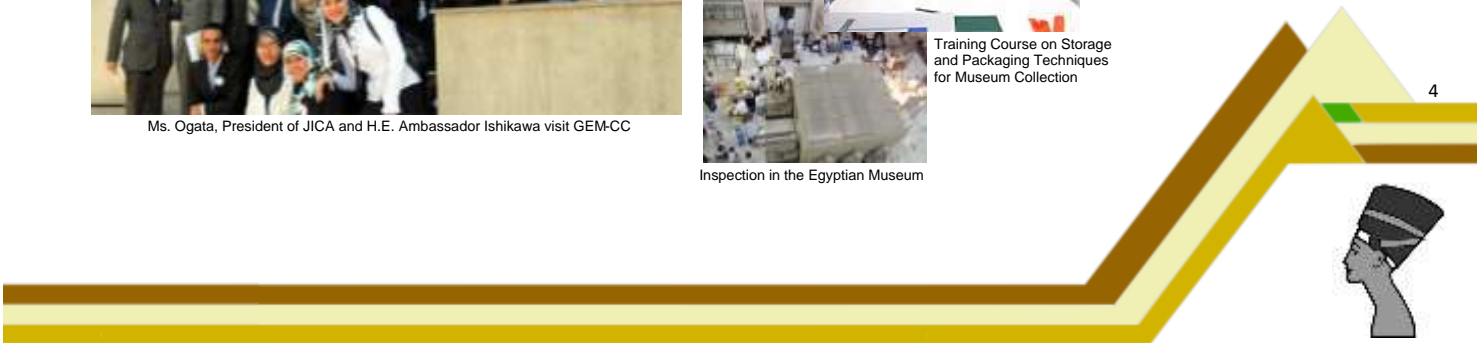 Training Course on Storage
and Packaging Techniques
for Museum Collection
4
Ms. Ogata, President of JICA and H.E. Ambassador Ishikawa visit GEM-CC
Inspection in the Egyptian Museum